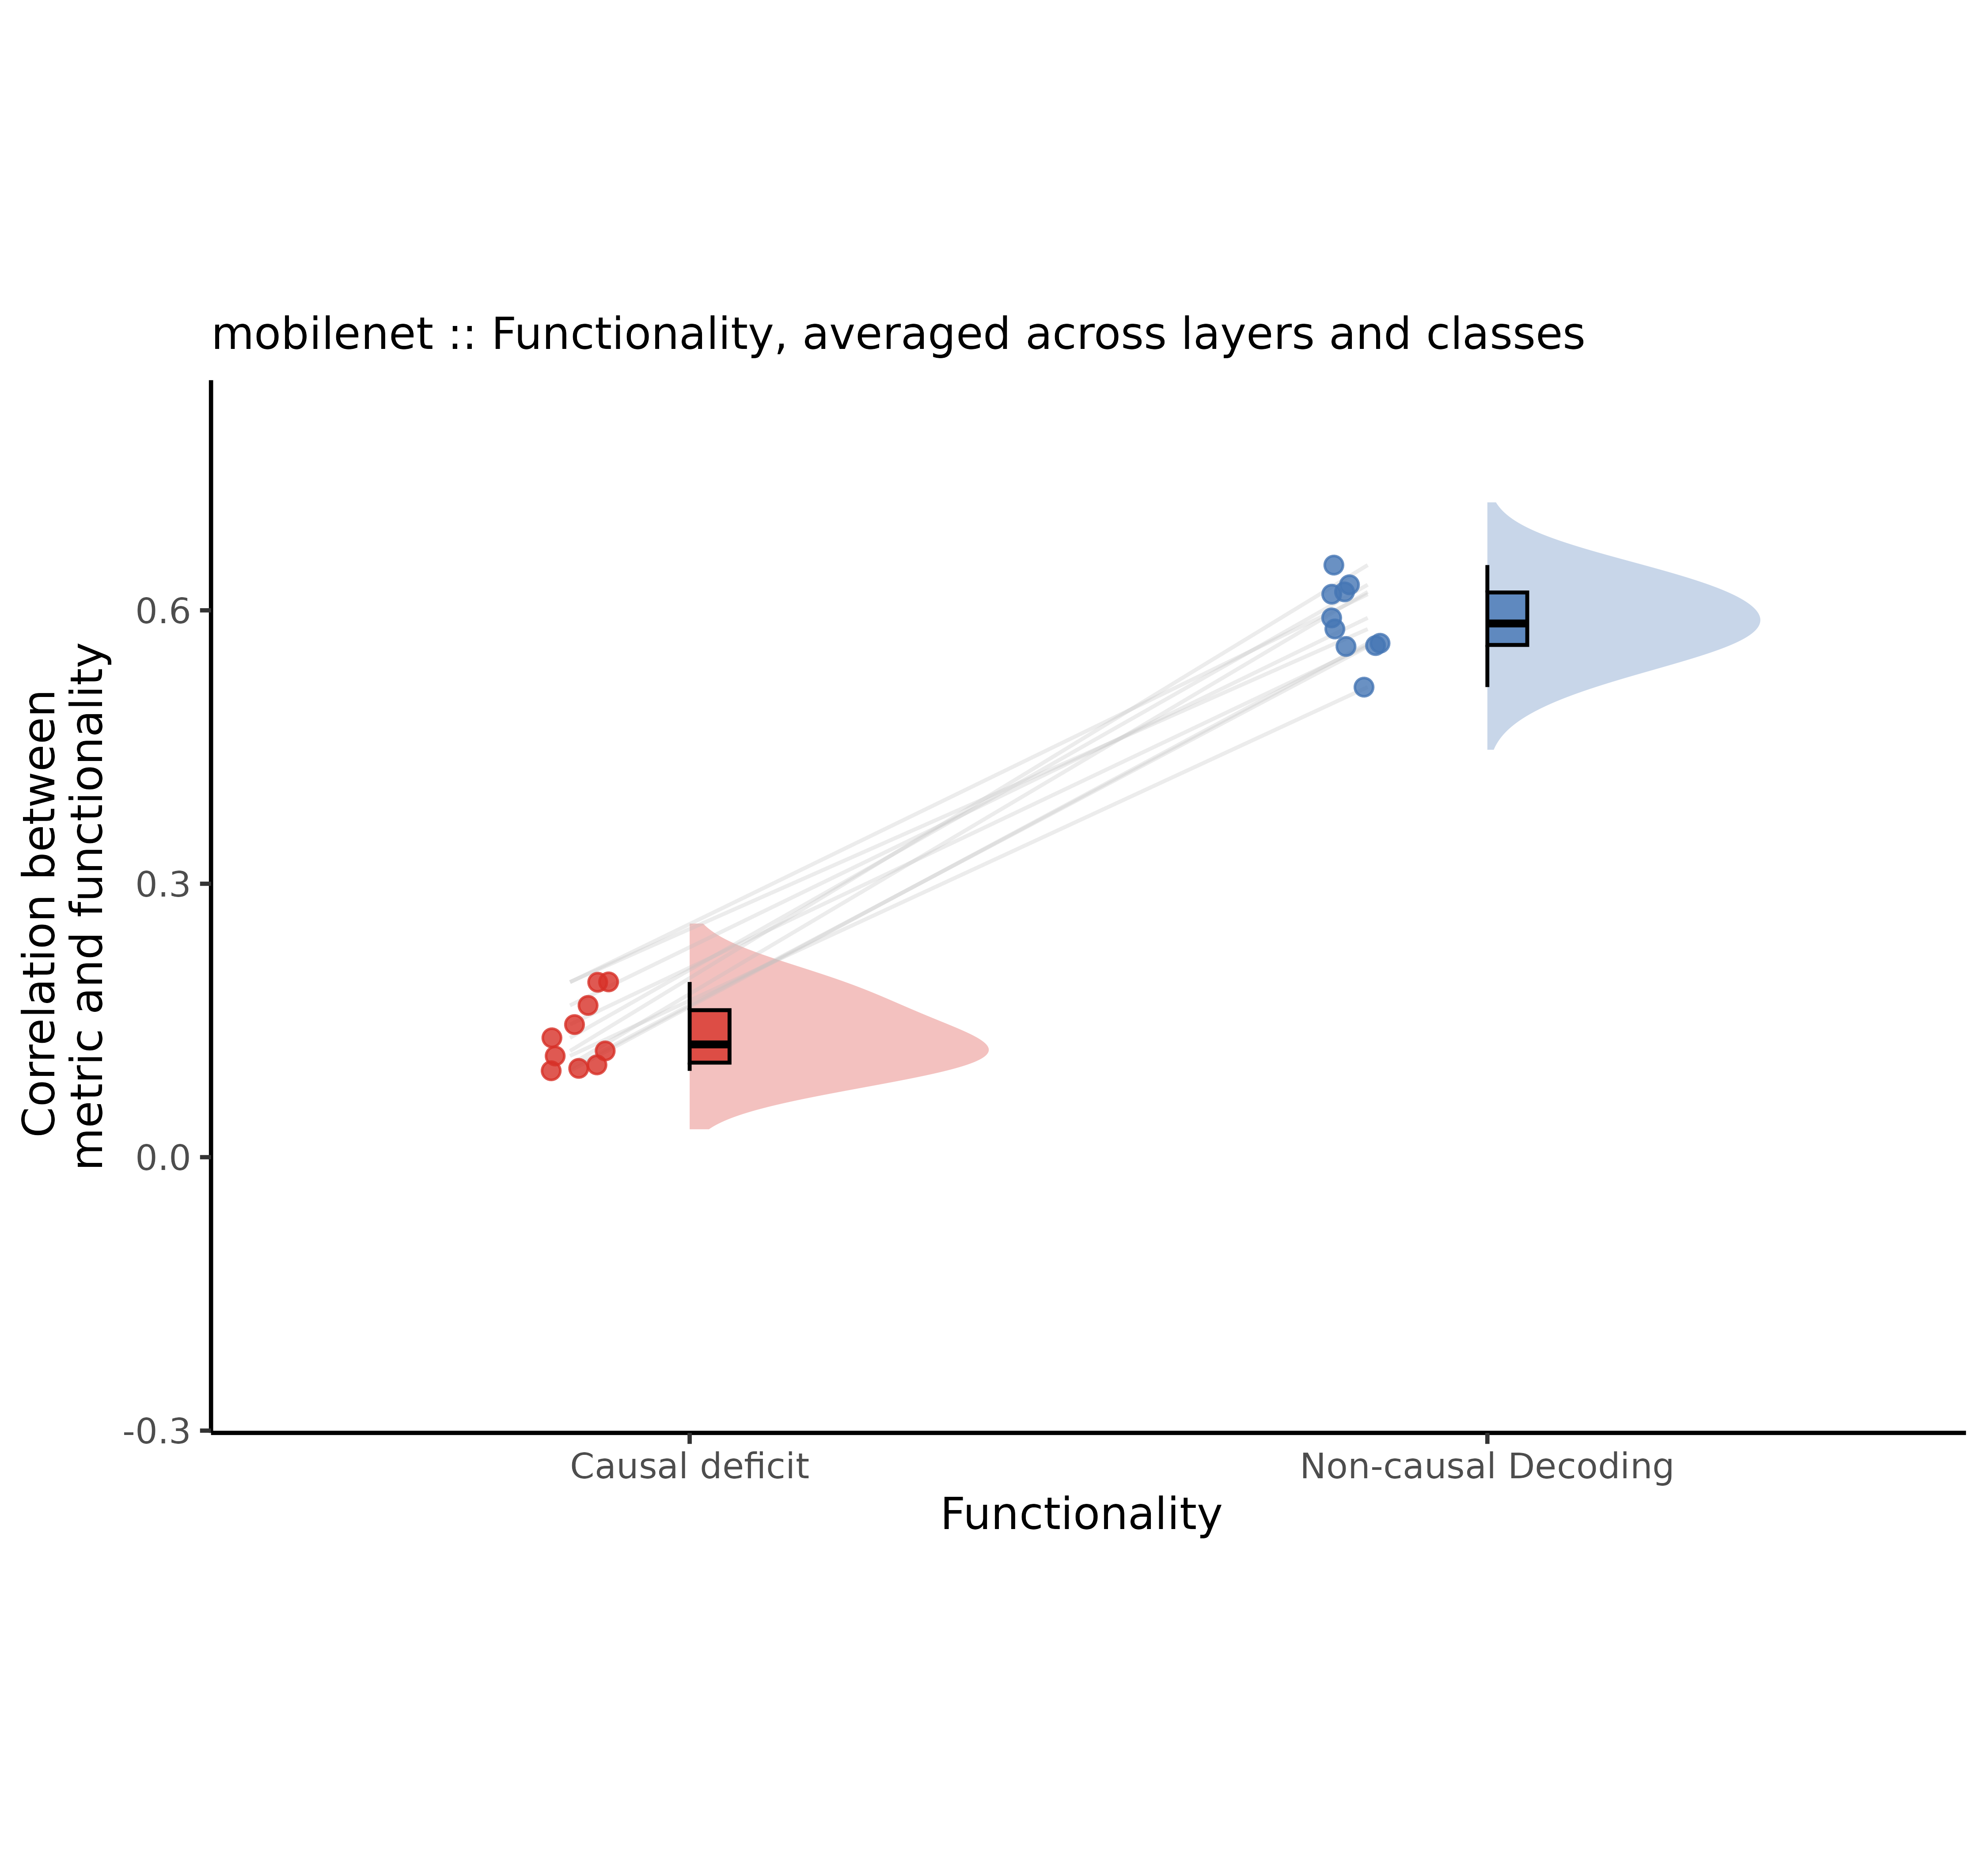 mobilenet :: Functionality, averaged across layers and classes
Correlation between
metric and functionality
0.6
0.3
0.0
-0.3
Causal deficit
Non-causal Decoding
Functionality